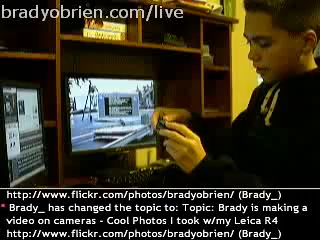 bradyobrien.com/live
http://www.flickr.com/photos/bradyobrien/ (Brady_)
* Brady_ has changed the topic to: Topic: Brady is making a
video on cameras - Cool Photos I took w/my Leica R4
http://www.flickr.com/photos/bradyobrien/ (Brady_)